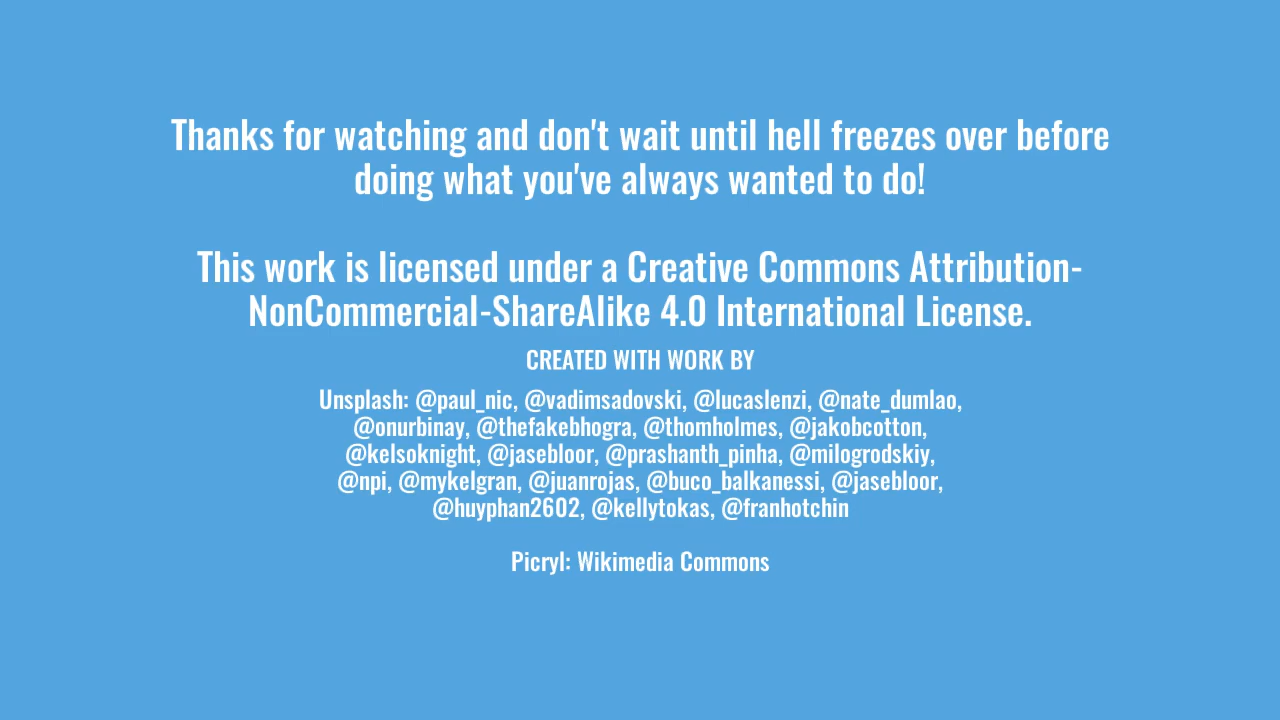 Thanks for watching and don't wait until hell freezes over before
doing what you've always wanted to do!
This work is licensed under a Creative Commons Attribution-
NonCommercial-ShareAlike 4.0 International License.
CREATED WITH WORK BY
Unsplash: @paul_nic, @vadimsadovski, @lucaslenzi, @nate_dumlao,
@onurbinay, @thefakebhogra, @thomholmes, @jakobcotton,
@kelsoknight, @jasebloor, @prashanth_pinha, @milogrodskiy,
@npi, @mykelgran, @juanrojas, @buco_balkanessi, @jasebloor,
@huyphan2602, @kellytokas, @franhotchin
Picryl: Wikimedia Commons